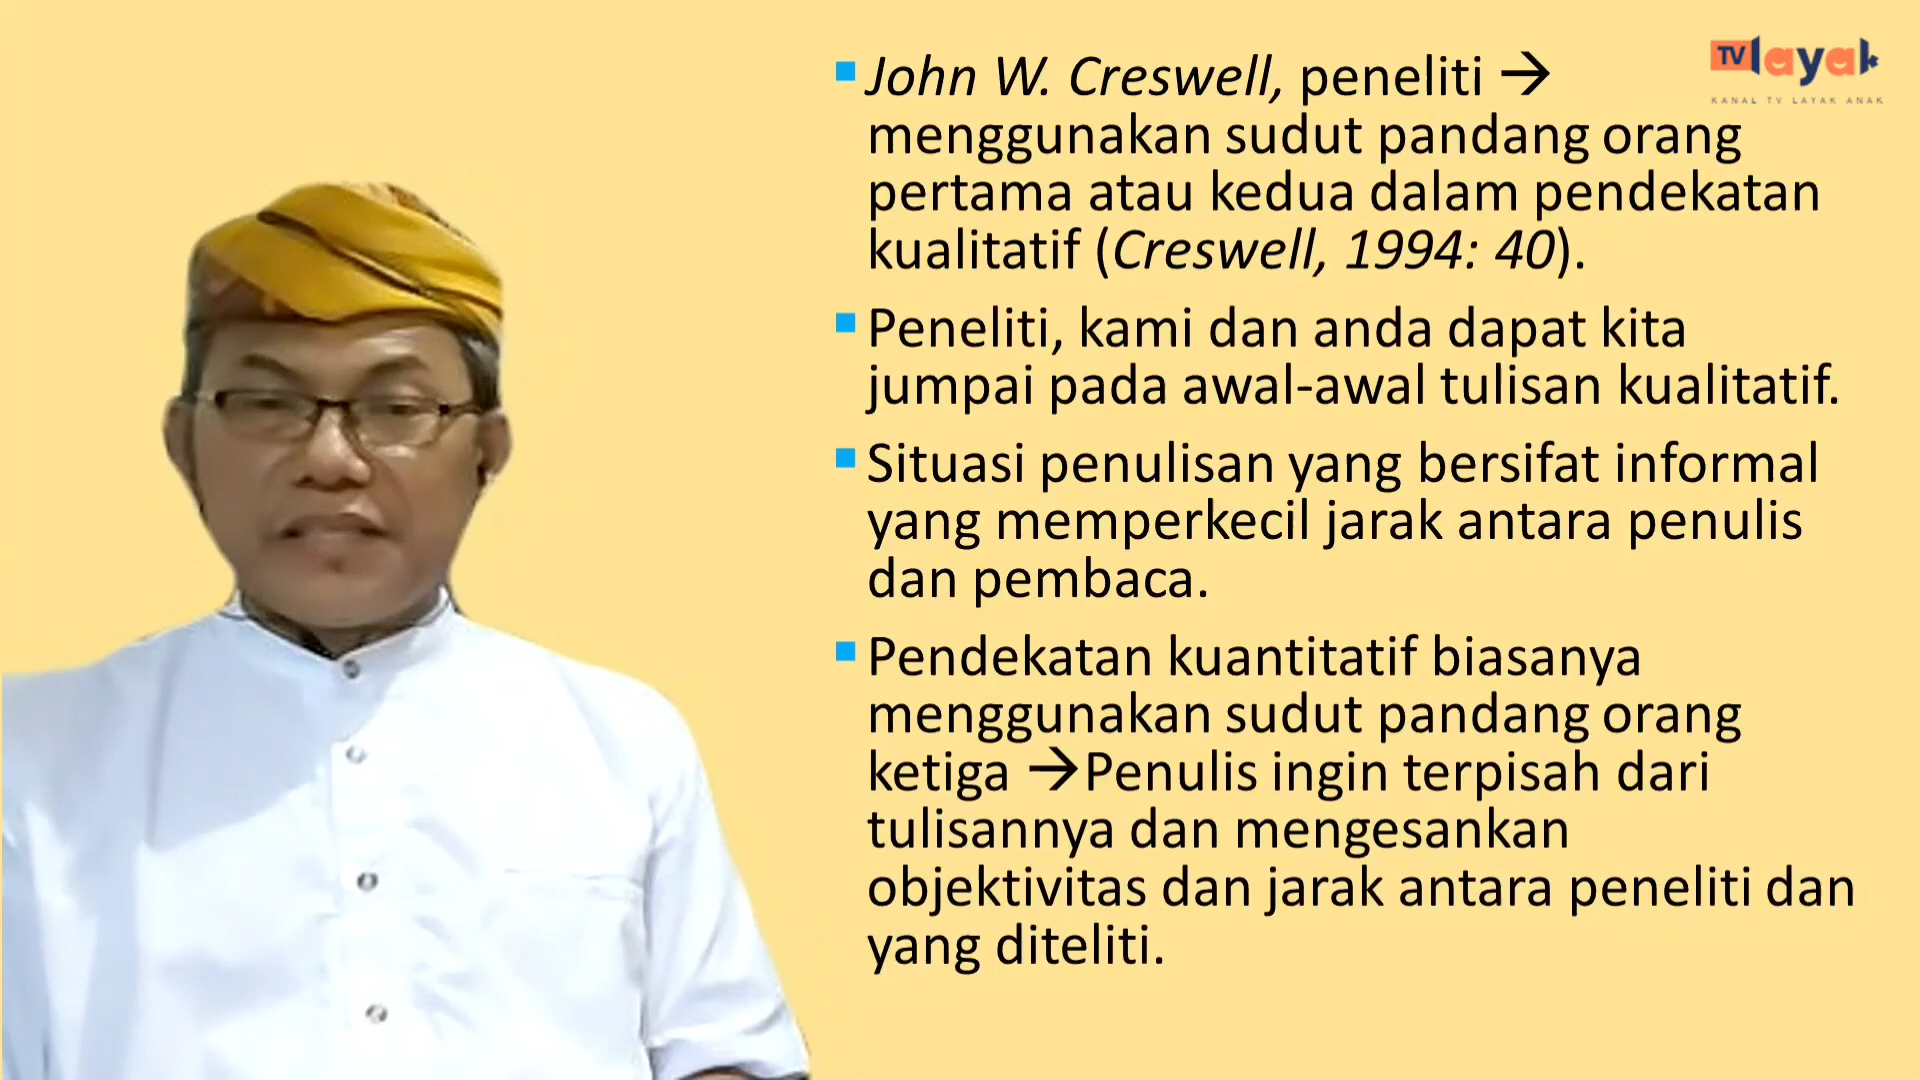 John W. Creswell, peneliti →
menggunakan sudut pandang orang
pertama atau kedua dalam pendekatan
kualitatif (Creswell, 1994: 40).
Peneliti, kami dan anda dapat kita
jumpai pada awal-awal tulisan kualitatif.
Situasi penulisan yang bersifat informal
yang memperkecil jarak antara penulis
dan pembaca.
Pendekatan kuantitatif biasanya
menggunakan sudut pandang orang
ketiga →Penulis ingin terpisah dari
tulisannya dan mengesankan
objektivitas dan jarak antara peneliti dan
yang diteliti.
TV layak
KANAL TV LAYAK ANAK